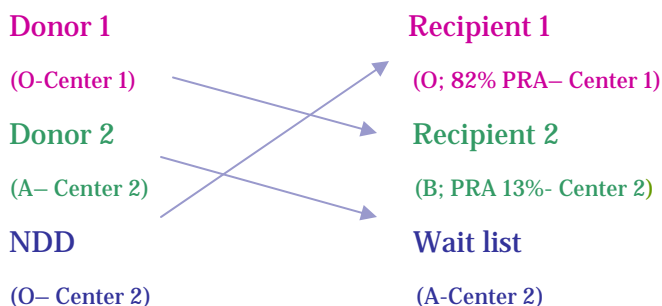 Donor 1 Recipient 1
(O-Center 1) (O; 82% PRA– Center 1)
Donor 2 Recipient 2
(A– Center 2) (B; PRA 13%- Center 2)
NDD Wait list
(O– Center 2) (A-Center 2)